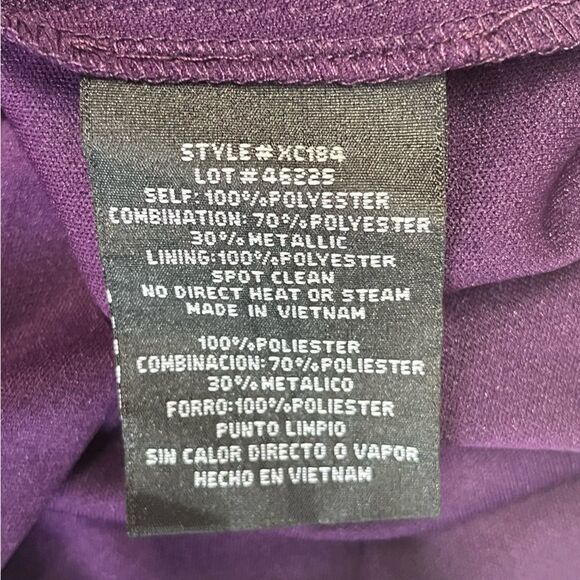 STYLE#XC184
LOT#46225
SELF: 100%POLYESTER
COMBINATION: 70%POLYESTER
30%METALLIC
LINING:100%POLYESTER
SPOT CLEAN
NO DIRECT HEAT OR STEAM
MADE IN VIETNAM
100%POLIESTER
COMBINACION: 70%POLIESTER
30%METALICO
FORRO:100%POLIESTER
PUNTO LIMPIO
SIN CALOR DIRECTO O VAPOR
HECHO EN VIETNAM